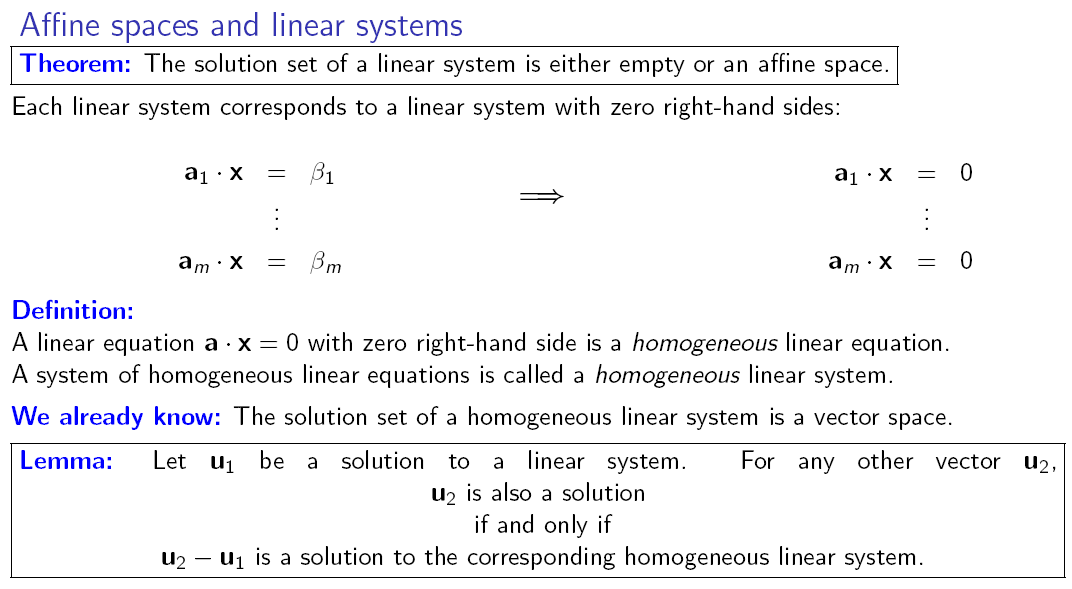 Affine spaces and linear systems
Theorem: The solution set of a linear system is either empty or an affine space.
Each linear system corresponds to a linear system with zero right-hand sides:
a₁ · x = β₁
⋮
aₘ · x = βₘ
⟹
a₁ · x = 0
⋮
aₘ · x = 0
Definition:
A linear equation a · x = 0 with zero right-hand side is a homogeneous linear equation.
A system of homogeneous linear equations is called a homogeneous linear system.
We already know: The solution set of a homogeneous linear system is a vector space.
Lemma: Let u₁ be a solution to a linear system. For any other vector u₂,
u₂ is also a solution
if and only if
u₂ − u₁ is a solution to the corresponding homogeneous linear system.